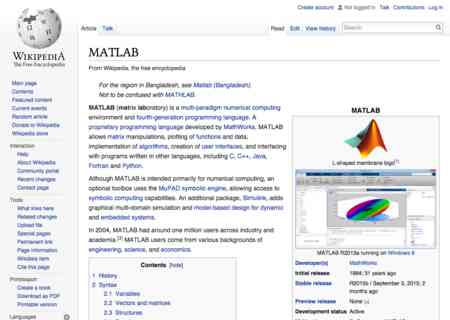 Create account Not logged in Talk Contributions Log in
Article Talk Read Edit View history Search
WIKIPEDIA
The Free Encyclopedia
Main page
Contents
Featured content
Current events
Random article
Donate to Wikipedia
Wikipedia store
Interaction
Help
About Wikipedia
Community portal
Recent changes
Contact page
Tools
What links here
Related changes
Upload file
Special pages
Permanent link
Page information
Wikidata item
Cite this page
Print/export
Create a book
Download as PDF
Printable version
Languages
MATLAB
From Wikipedia, the free encyclopedia
For the region in Bangladesh, see Matlab (Bangladesh).
Not to be confused with MATHLAB.
MATLAB (matrix laboratory) is a multi-paradigm numerical computing
environment and fourth-generation programming language. A
proprietary programming language developed by MathWorks, MATLAB
allows matrix manipulations, plotting of functions and data,
implementation of algorithms, creation of user interfaces, and interfacing
with programs written in other languages, including C, C++, Java,
Fortran and Python.
Although MATLAB is intended primarily for numerical computing, an
optional toolbox uses the MuPAD symbolic engine, allowing access to
symbolic computing capabilities. An additional package, Simulink, adds
graphical multi-domain simulation and model-based design for dynamic
and embedded systems.
In 2004, MATLAB had around one million users across industry and
academia.[2] MATLAB users come from various backgrounds of
engineering, science, and economics.
Contents [hide]
1 History
2 Syntax
2.1 Variables
2.2 Vectors and matrices
2.3 Structures
MATLAB
L-shaped membrane logo[1]
MATLAB R2013a running on Windows 8
Developer(s) MathWorks
Initial release 1984; 31 years ago
Stable release R2015b / September 3, 2015; 2
months ago
Preview release None [±]
Development status Active